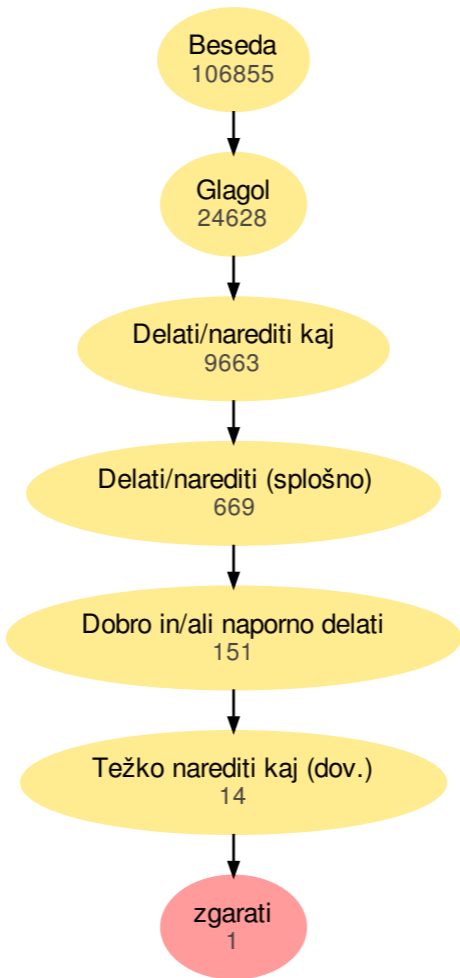 Beseda
106855
Glagol
24628
Delati/narediti kaj
9663
Delati/narediti (splošno)
669
Dobro in/ali naporno delati
151
Težko narediti kaj (dov.)
14
zgarati
1